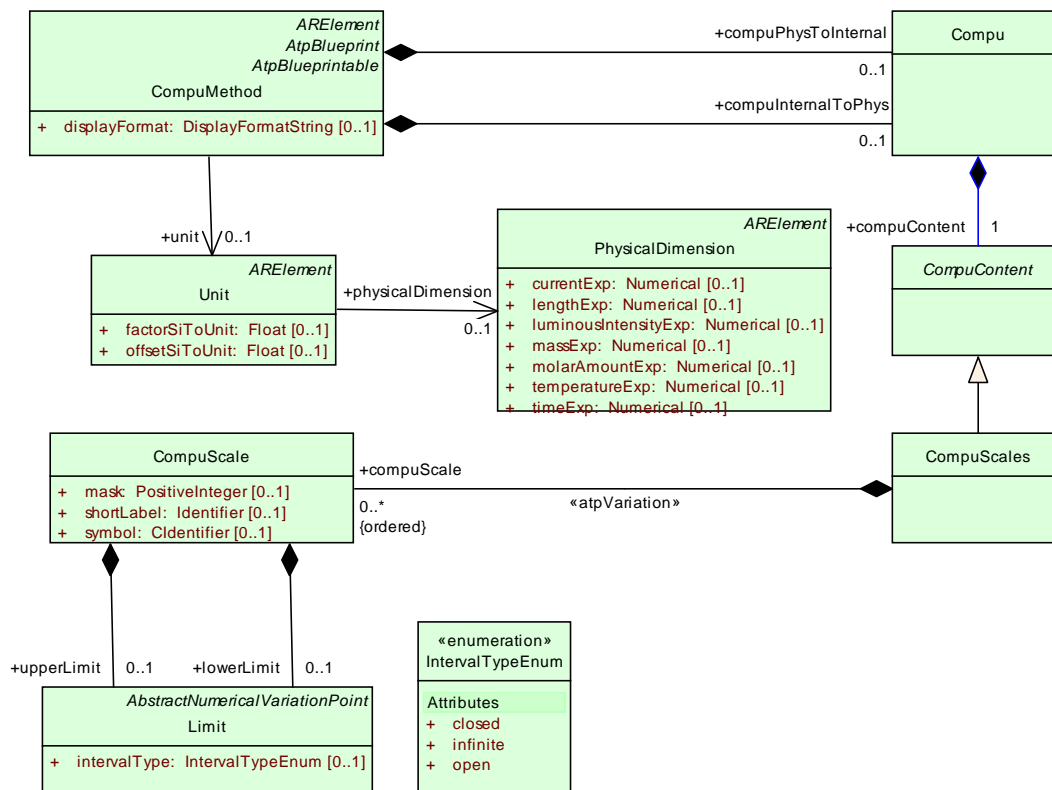 ARElement
AtpBlueprint
AtpBlueprintable
CompuMethod
+ displayFormat: DisplayFormatString [0..1]
+compuPhysToInternal
0..1
+compuInternalToPhys
0..1
Compu
+unit 0..1
+compuContent 1
ARElement
Unit
+ factorSiToUnit: Float [0..1]
+ offsetSiToUnit: Float [0..1]
+physicalDimension
0..1
ARElement
PhysicalDimension
+ currentExp: Numerical [0..1]
+ lengthExp: Numerical [0..1]
+ luminousIntensityExp: Numerical [0..1]
+ massExp: Numerical [0..1]
+ molarAmountExp: Numerical [0..1]
+ temperatureExp: Numerical [0..1]
+ timeExp: Numerical [0..1]
CompuContent
CompuScale
+ mask: PositiveInteger [0..1]
+ shortLabel: Identifier [0..1]
+ symbol: CIdentifier [0..1]
+compuScale
0..*
{ordered}
«atpVariation»
CompuScales
+upperLimit 0..1
+lowerLimit 0..1
AbstractNumericalVariationPoint
Limit
+ intervalType: IntervalTypeEnum [0..1]
«enumeration»
IntervalTypeEnum
Attributes
+ closed
+ infinite
+ open